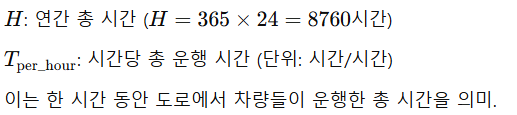 H: 연간 총 시간 (H = 365 × 24 = 8760시간)
T_per_hour: 시간당 총 운행 시간 (단위: 시간/시간)
이는 한 시간 동안 도로에서 차량들이 운행한 총 시간을 의미.